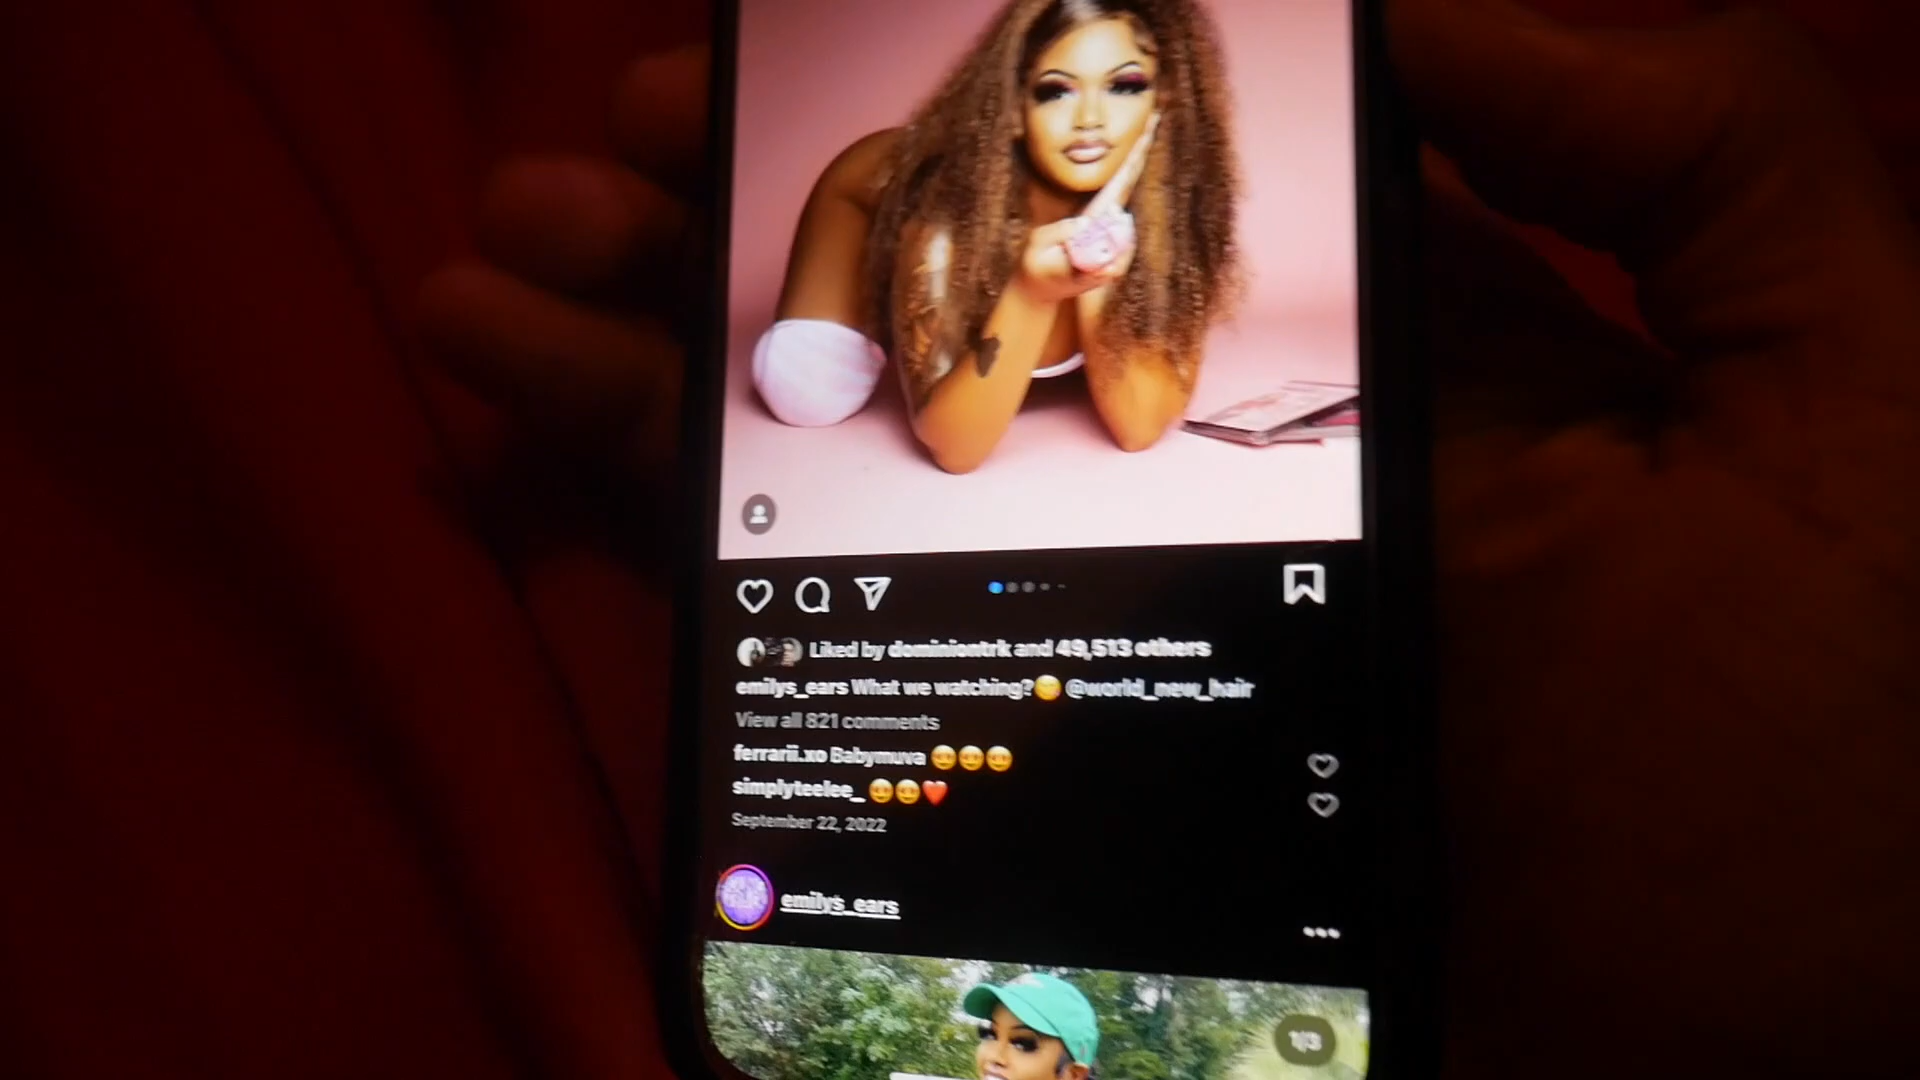 Liked by dominiontrk and 49,513 others
emilys_ears What we watching? @world_new_hair
View all 821 comments
ferrarii.xo Babymuva
simplyteelee_
September 22, 2022
emilys_ears
1/3